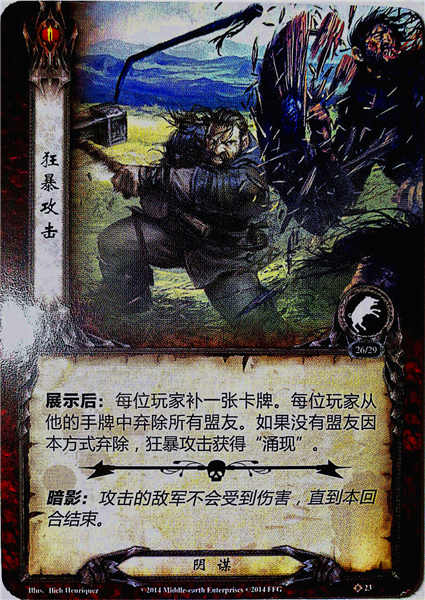 狂暴攻击
26/29
展示后：每位玩家补一张卡牌。每位玩家从
他的手牌中弃除所有盟友。如果没有盟友因
本方式弃除，狂暴攻击获得“涌现”。
暗影：攻击的敌军不会受到伤害，直到本回
合结束。
阴谋
Illus. Ilich Henriquez
©2014 Middle-earth Enterprises ©2014 FFG
23